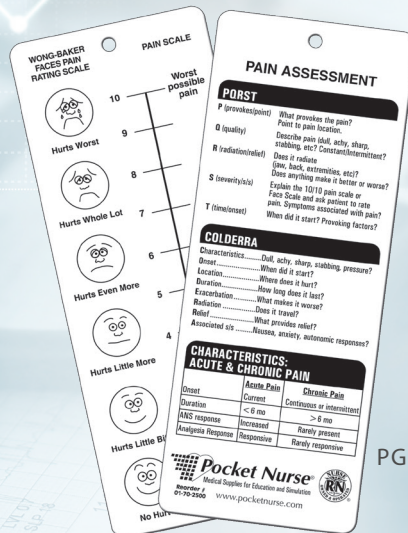 WONG-BAKER
FACES PAIN
RATING SCALE
PAIN SCALE
Worst
possible
pain
10
9
8
7
6
5
4
Hurts Worst
Hurts Whole Lot
Hurts Even More
Hurts Little More
Hurts Little
No
PAIN ASSESSMENT
PQRST
P (provokes/point) What provokes the pain?
Point to pain location.
Q (quality) Describe pain (dull, achy, sharp,
stabbing, etc? Constant/Intermittent?
R (radiation/relief) Does it radiate
(jaw, back, extremities, etc)?
Does anything make it better or worse?
S (severity/s/s) Explain the 10/10 pain scale or
Face Scale and ask patient to rate
pain. Symptoms associated with pain?
T (time/onset) When did it start? Provoking factors?
COLDERRA
Characteristics.....Dull, achy, sharp, stabbing, pressure?
Onset..................When did it start?
Location..............Where does it hurt?
Duration..............How long does it last?
Exacerbation.......What makes it worse?
Radiation............Does it travel?
Relief..................What provides relief?
Associated s/s.....Nausea, anxiety, autonomic responses?
CHARACTERISTICS:
ACUTE & CHRONIC PAIN
Acute Pain Chronic Pain
Onset Current Continuous or intermittent
Duration < 6 mo > 6 mo
ANS response Increased Rarely present
Analgesia Response Responsive Rarely responsive
Pocket Nurse®
Medical Supplies for Education and Simulation
Reorder #
01-70-2500
www.pocketnurse.com
NURSE
RN
PG